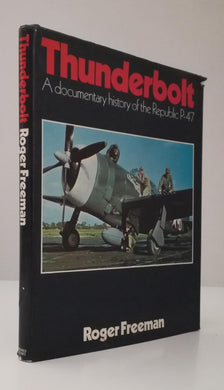 Thunderbolt
A documentary history of the Republic P-47
Roger Freeman
Thunderbolt Roger Freeman